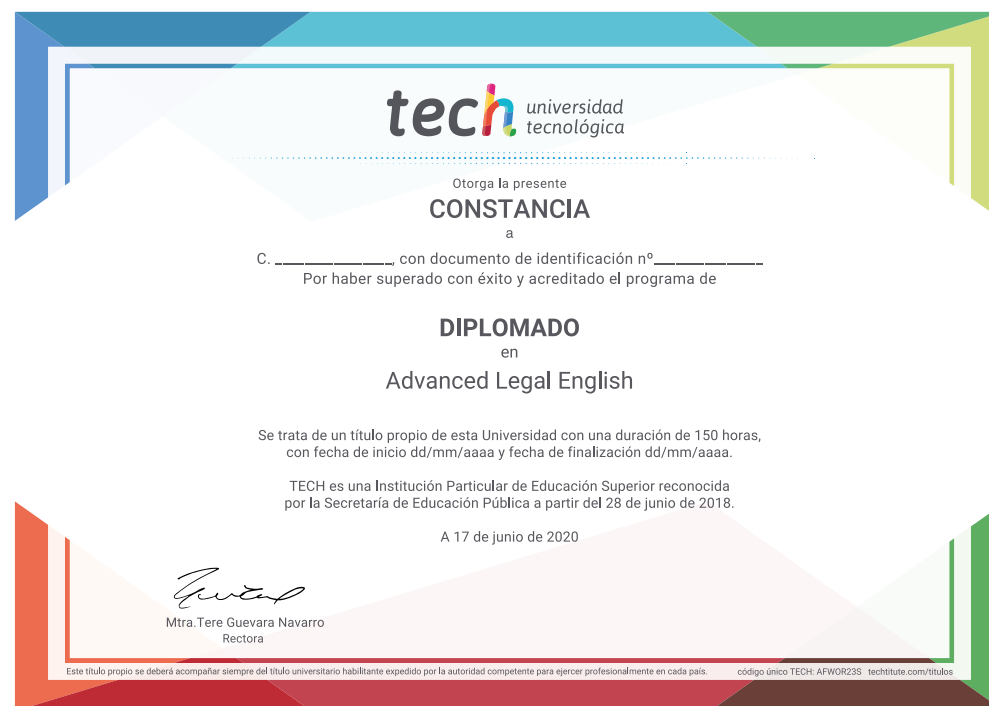 tech universidad
tecnológica
Otorga la presente
CONSTANCIA
a
C. ______________, con documento de identificación nº_____________
Por haber superado con éxito y acreditado el programa de
DIPLOMADO
en
Advanced Legal English
Se trata de un título propio de esta Universidad con una duración de 150 horas,
con fecha de inicio dd/mm/aaaa y fecha de finalización dd/mm/aaaa.
TECH es una Institución Particular de Educación Superior reconocida
por la Secretaría de Educación Pública a partir del 28 de junio de 2018.
A 17 de junio de 2020
Mtra.Tere Guevara Navarro
Rectora
Este título propio se deberá acompañar siempre del título universitario habilitante expedido por la autoridad competente para ejercer profesionalmente en cada país. código único TECH: AFWOR23S techtitute.com/titulos